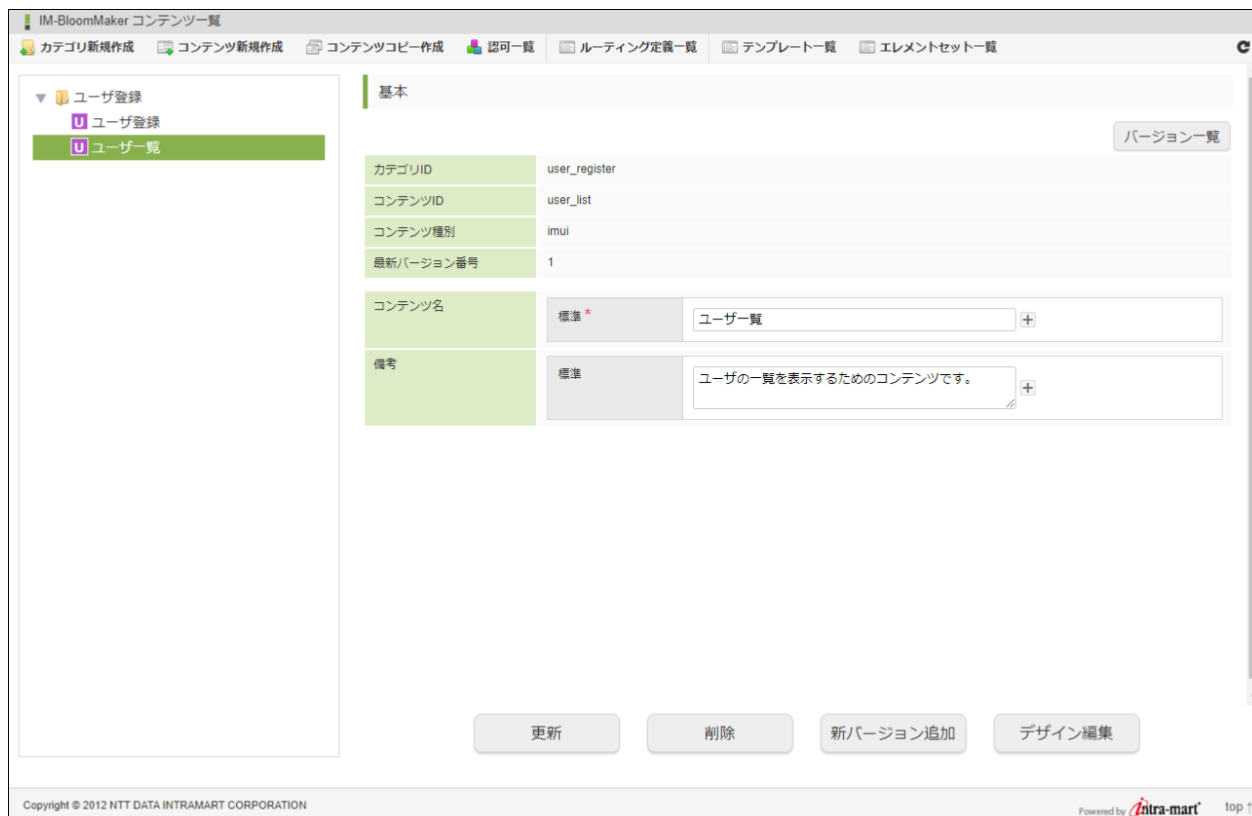 IM-BloomMaker コンテンツ一覧
カテゴリ新規作成 コンテンツ新規作成 コンテンツコピー作成 認可一覧 ルーティング定義一覧 テンプレート一覧 エレメントセット一覧
ユーザ登録
U ユーザ登録
U ユーザ一覧
基本
バージョン一覧
カテゴリID user_register
コンテンツID user_list
コンテンツ種別 imui
最新バージョン番号 1
コンテンツ名 標準 * ユーザ一覧 +
備考 標準 ユーザの一覧を表示するためのコンテンツです。 +
更新 削除 新バージョン追加 デザイン編集
Copyright © 2012 NTT DATA INTRAMART CORPORATION
Powered by intra-mart top ↑